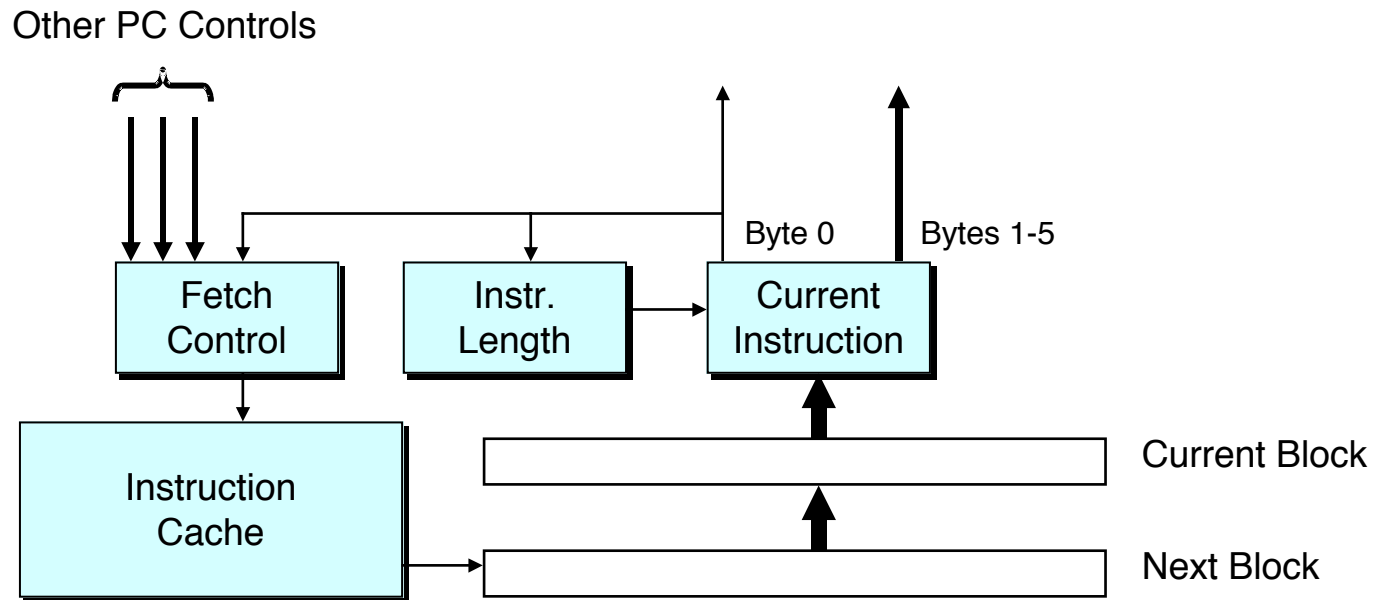 Other PC Controls
Byte 0
Bytes 1-5
Fetch
Control
Instr.
Length
Current
Instruction
Instruction
Cache
Current Block
Next Block